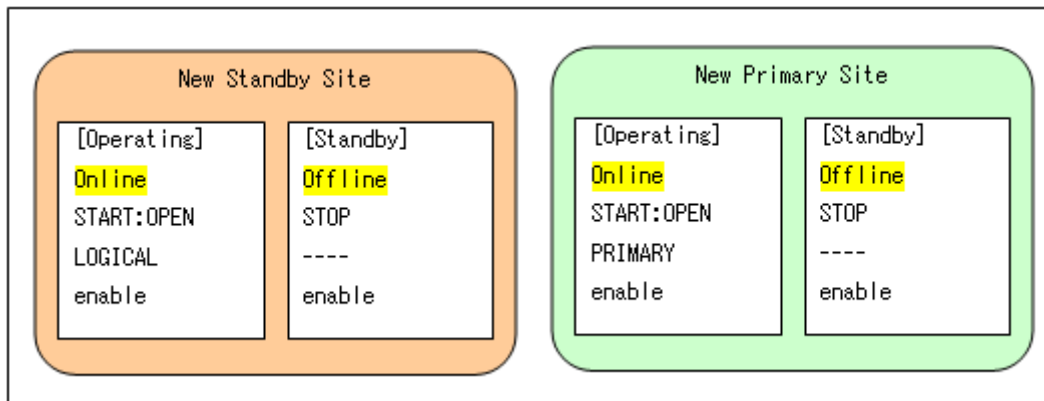 New Standby Site
[Operating]
Online
START:OPEN
LOGICAL
enable
[Standby]
Offline
STOP
----
enable
New Primary Site
[Operating]
Online
START:OPEN
PRIMARY
enable
[Standby]
Offline
STOP
----
enable